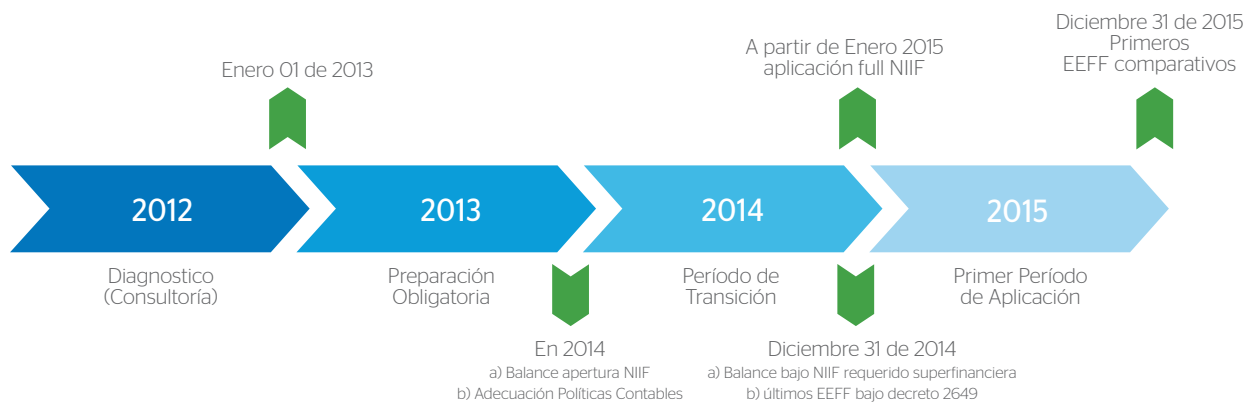 Enero 01 de 2013
A partir de Enero 2015
aplicación full NIIF
Diciembre 31 de 2015
Primeros
EEFF comparativos
2012
2013
2014
2015
Diagnostico
(Consultoría)
Preparación
Obligatoria
Período de
Transición
Primer Período
de Aplicación
En 2014
a) Balance apertura NIIF
b) Adecuación Políticas Contables
Diciembre 31 de 2014
a) Balance bajo NIIF requerido superfinanciera
b) últimos EEFF bajo decreto 2649